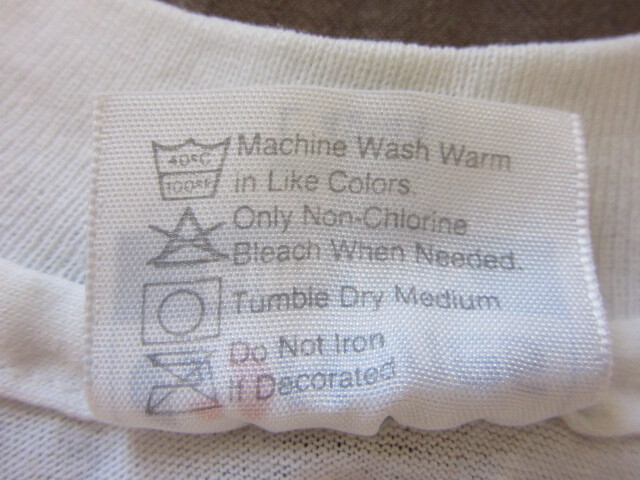 40°C
100°F
Machine Wash Warm
in Like Colors.
Only Non-Chlorine
Bleach When Needed.
Tumble Dry Medium
Do Not Iron
If Decorated